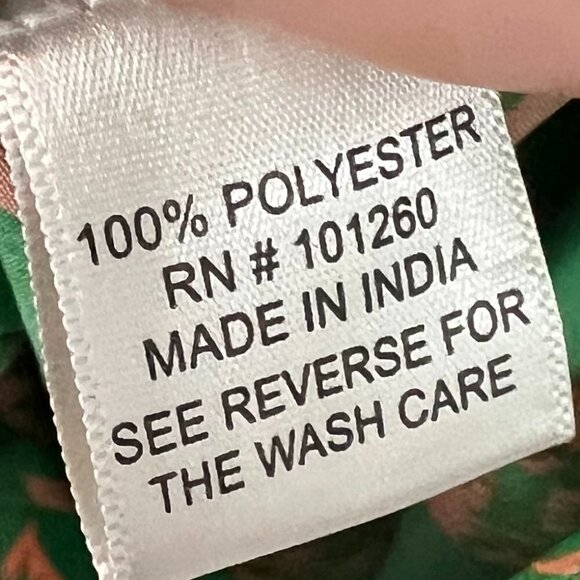 100% POLYESTER
RN # 101260
MADE IN INDIA
SEE REVERSE FOR
THE WASH CARE